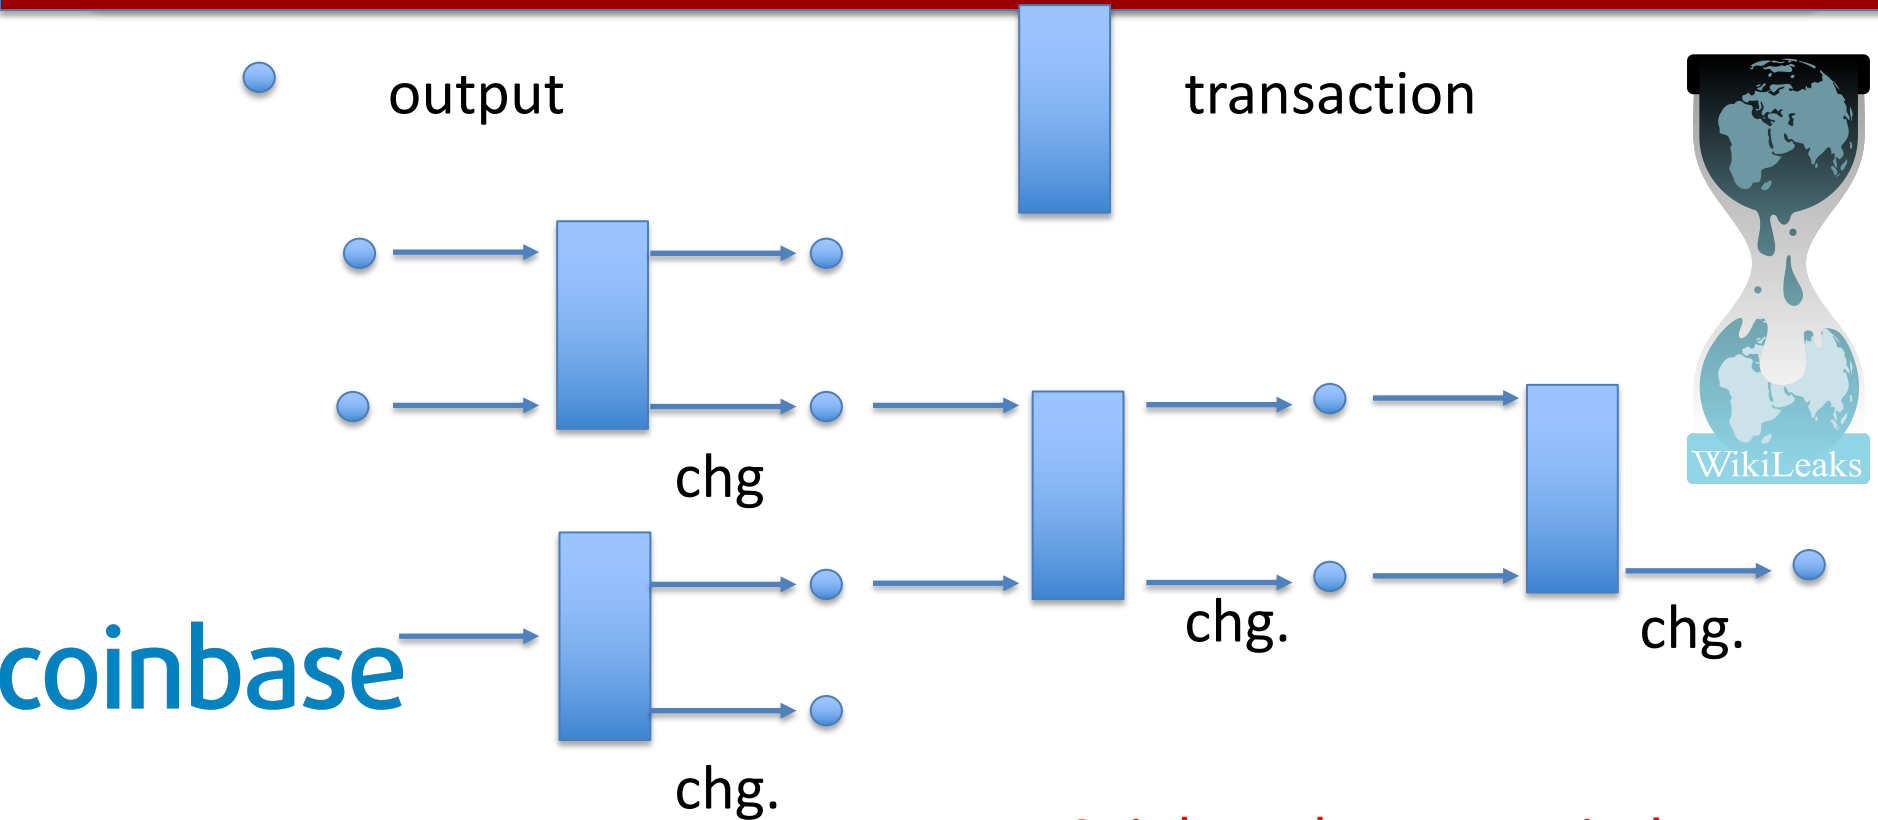 output
transaction
WikiLeaks
chg
chg.
chg.
coinbase
chg.